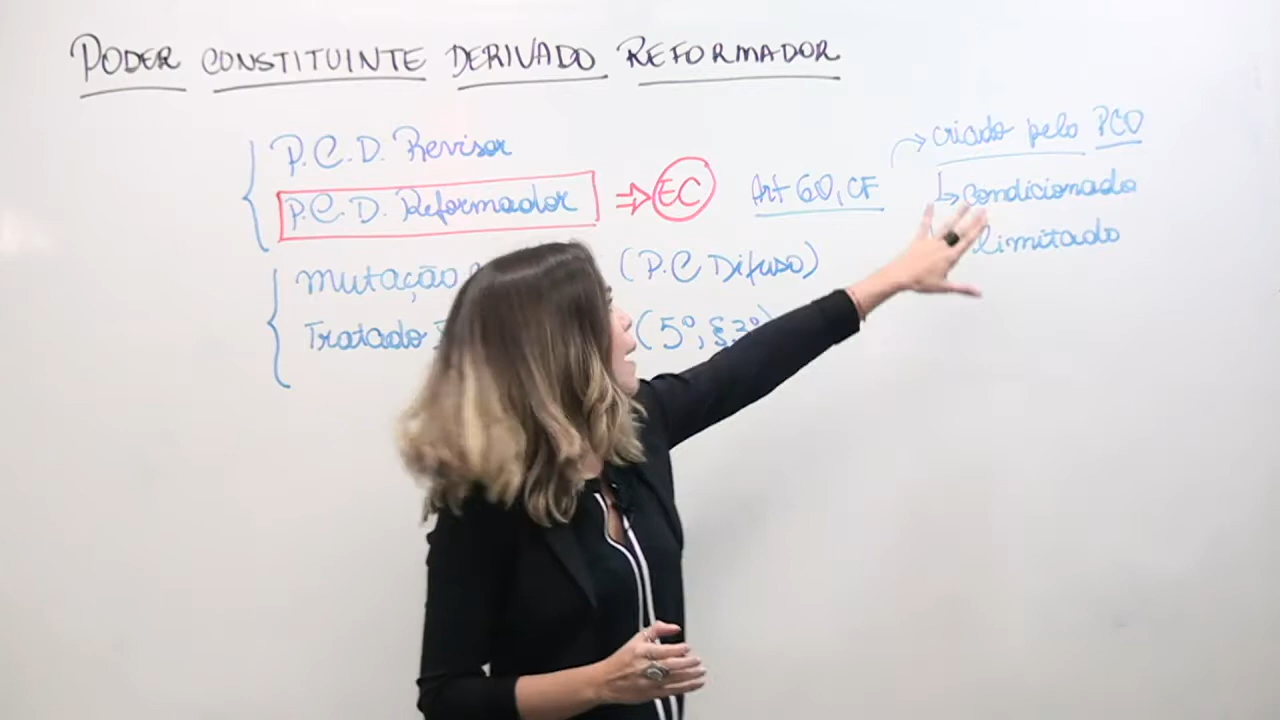 PODER CONSTITUINTE DERIVADO REFORMADOR
P.C.D. Revisor
P.C.D. Reformador ⇒ EC Art 60, CF
→ criado pelo PCO
↳ condicionado
limitado
Mutação (P.C Difuso)
Tratado (5º, §3º)